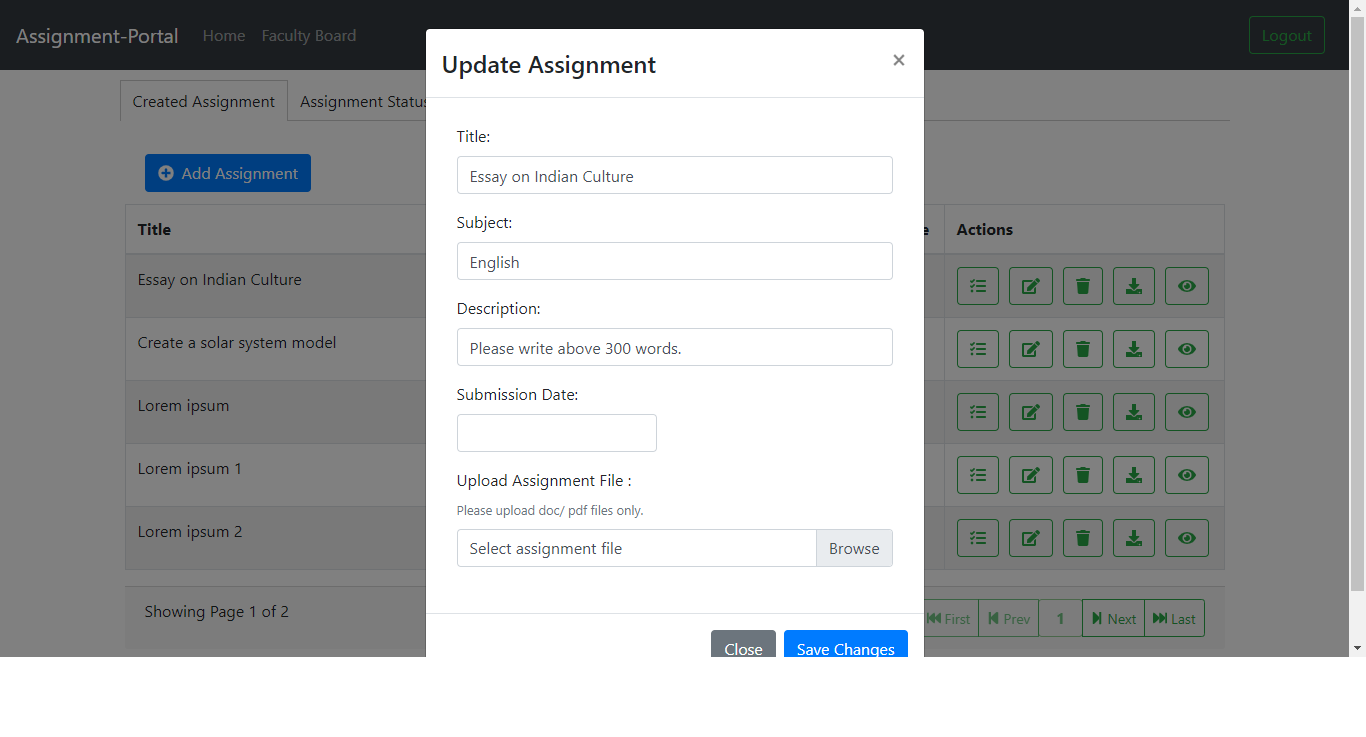 Assignment-Portal Home Faculty Board Logout
Update Assignment ×
Created Assignment Assignment Status
Title:
Essay on Indian Culture
Add Assignment
Subject:
English
Title e Actions
Essay on Indian Culture
Description:
Please write above 300 words.
Create a solar system model
Submission Date:
Lorem ipsum
Lorem ipsum 1
Upload Assignment File :
Please upload doc/ pdf files only.
Select assignment file Browse
Lorem ipsum 2
Showing Page 1 of 2 First Prev 1 Next Last
Close Save Changes